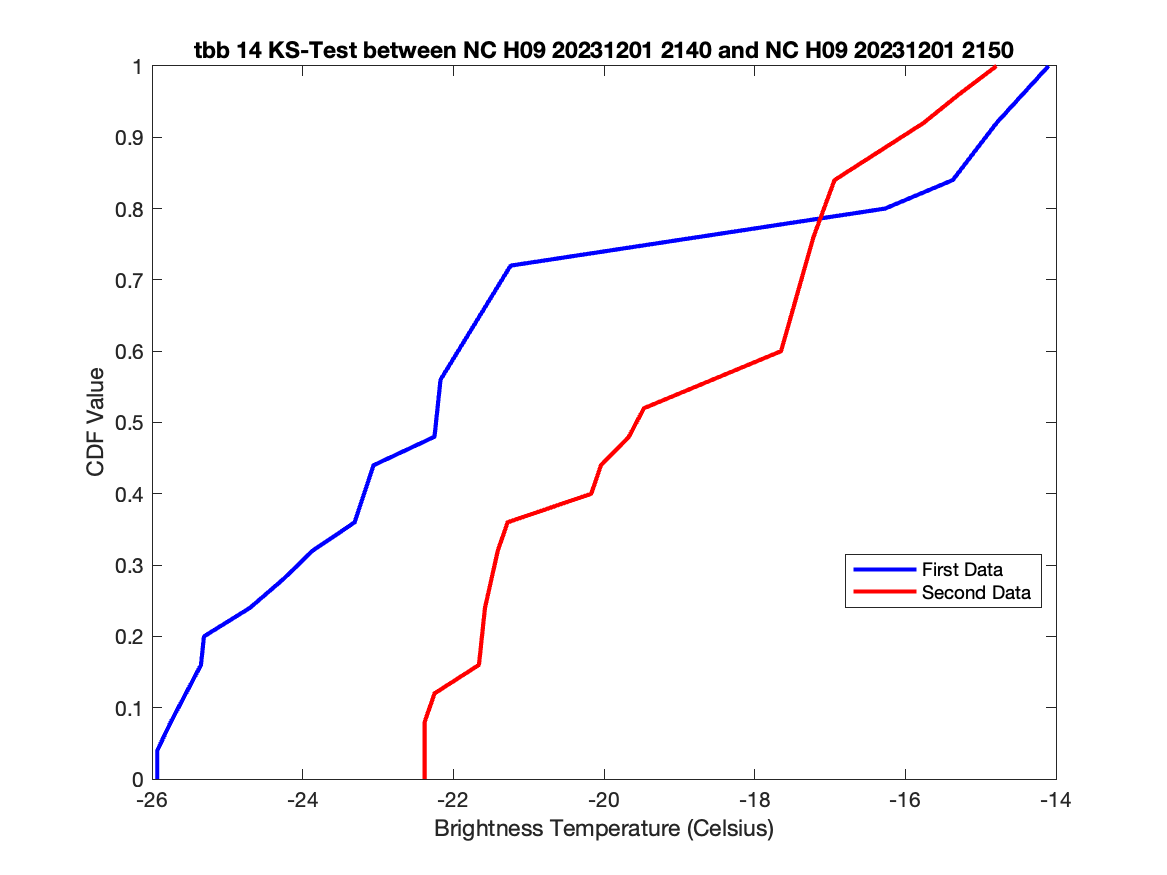 tbb 14 KS-Test between NC H09 20231201 2140 and NC H09 20231201 2150
1
0.9
0.8
0.7
0.6
0.5
0.4
0.3
0.2
0.1
0
CDF Value
First Data
Second Data
-26 -24 -22 -20 -18 -16 -14
Brightness Temperature (Celsius)